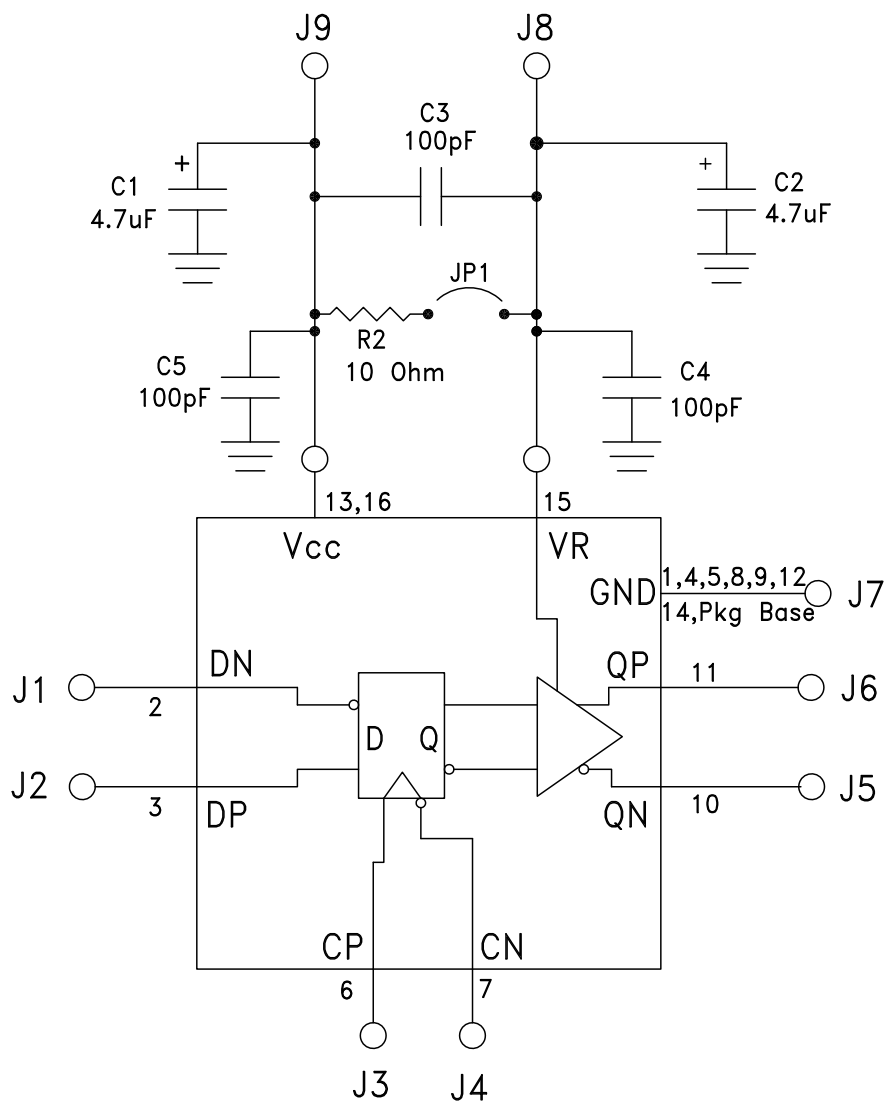 J9
J8
C3
100pF
+
+
C1
4.7uF
C2
4.7uF
JP1
R2
10 Ohm
C5
100pF
C4
100pF
13,16
15
Vcc
VR
GND
1,4,5,8,9,12
14,Pkg Base
J7
DN
QP
J1
2
11
J6
D
Q
J2
3
DP
QN
10
J5
CP
CN
6
7
J3
J4